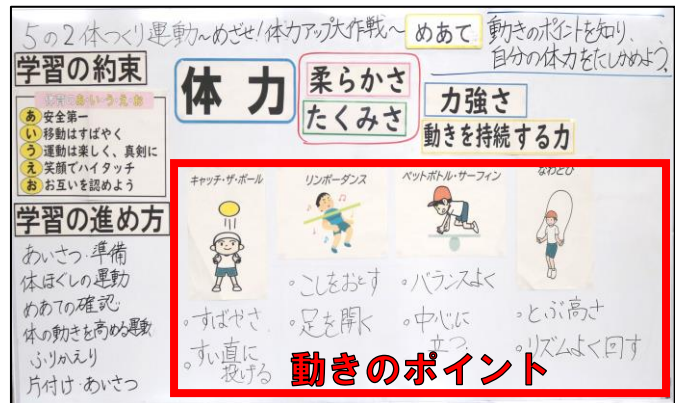 5の2 体つくり運動~めざせ!体力アップ大作戦~
めあて
動きのポイントを知り、
自分の体力をたしかめよう。
学習の約束
体育のあいうえお
あ 安全第一
い 移動はすばやく
う 運動は楽しく、真剣に
え 笑顔でハイタッチ
お お互いを認めよう
体力
柔らかさ
たくみさ
力強さ
動きを持続する力
学習の進め方
あいさつ・準備
体ほぐしの運動
めあての確認
体の動きを高める運動
ふりかえり
片付け・あいさつ
キャッチ・ザ・ボール
・すばやさ
・すい直に
投げる
リンボーダンス
・こしをおとす
・足を開く
ペットボトル・サーフィン
・バランスよく
・中心に
立つ
なわとび
・とぶ高さ
・リズムよく回す
動きのポイント